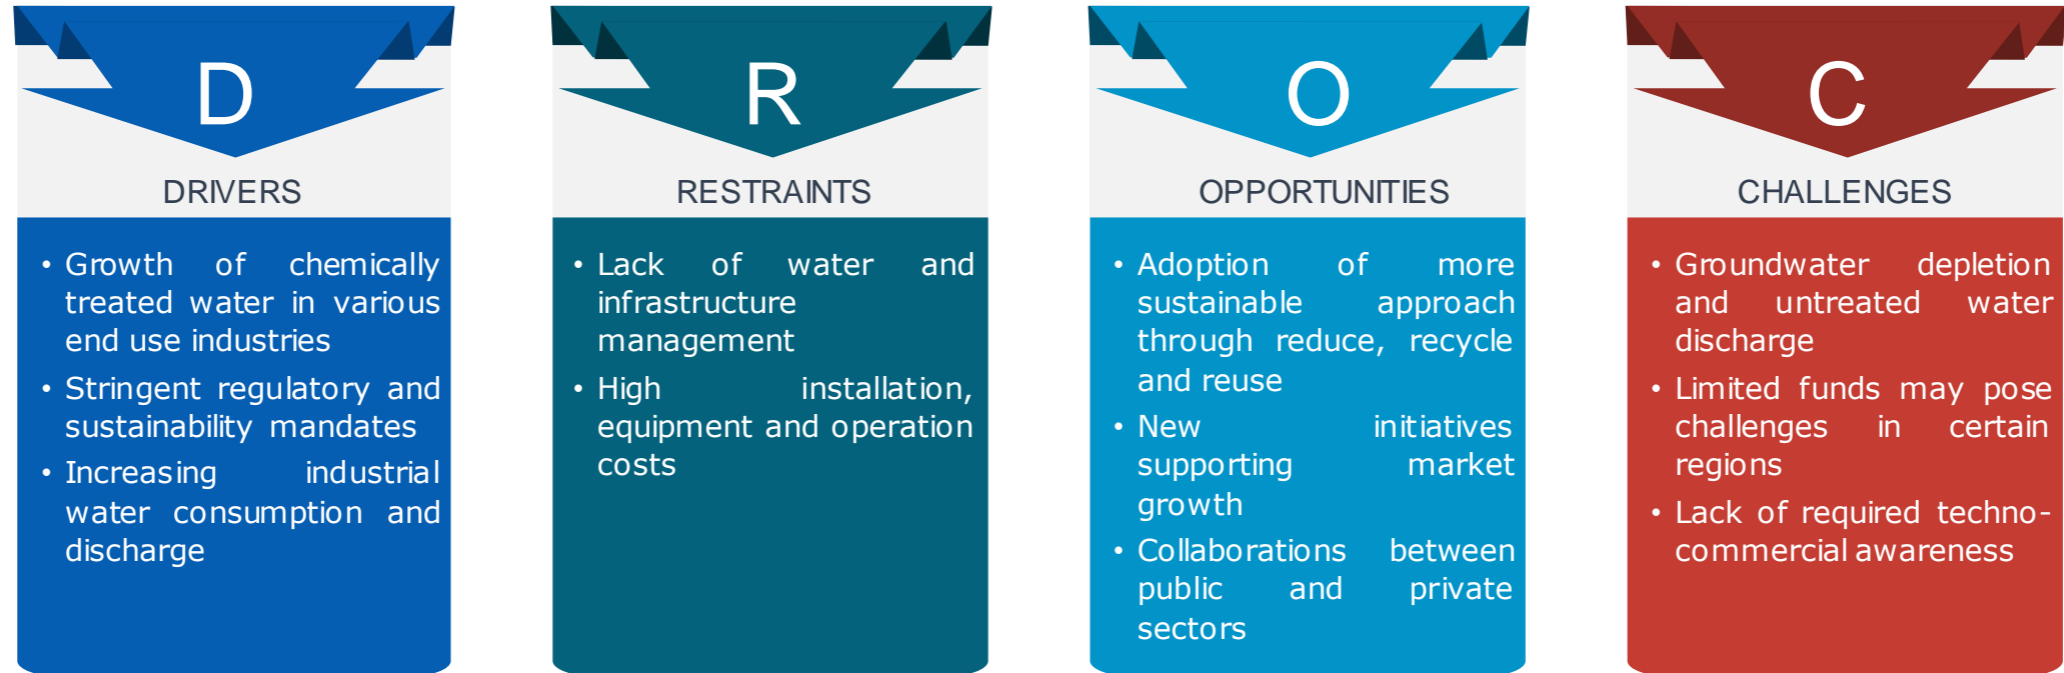 D
DRIVERS
• Growth of chemically
treated water in various
end use industries
• Stringent regulatory and
sustainability mandates
• Increasing industrial
water consumption and
discharge
R
RESTRAINTS
• Lack of water and
infrastructure
management
• High installation,
equipment and operation
costs
O
OPPORTUNITIES
• Adoption of more
sustainable approach
through reduce, recycle
and reuse
• New initiatives
supporting market
growth
• Collaborations between
public and private
sectors
C
CHALLENGES
• Groundwater depletion
and untreated water
discharge
• Limited funds may pose
challenges in certain
regions
• Lack of required techno-
commercial awareness